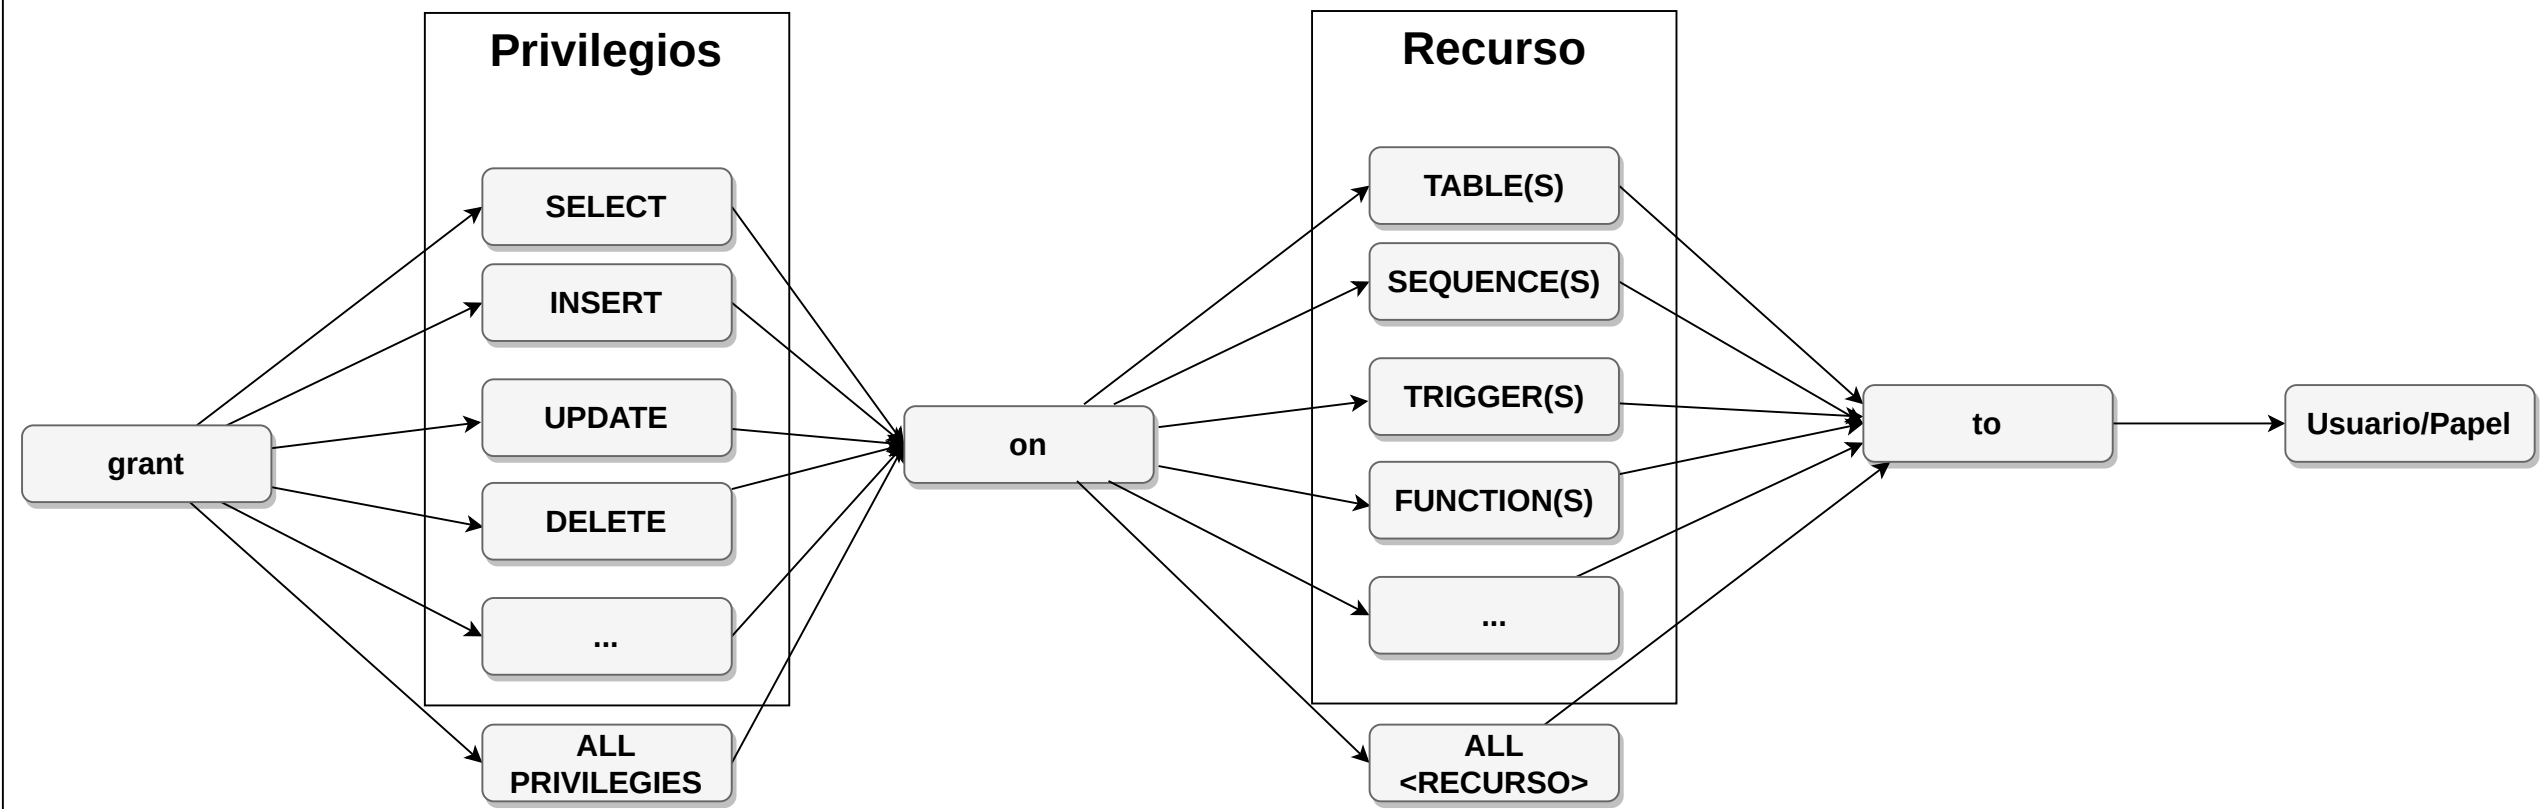 Privilegios
Recurso
SELECT
INSERT
UPDATE
DELETE
...
ALL
PRIVILEGIES
grant
on
TABLE(S)
SEQUENCE(S)
TRIGGER(S)
FUNCTION(S)
...
ALL
<RECURSO>
to
Usuario/Papel